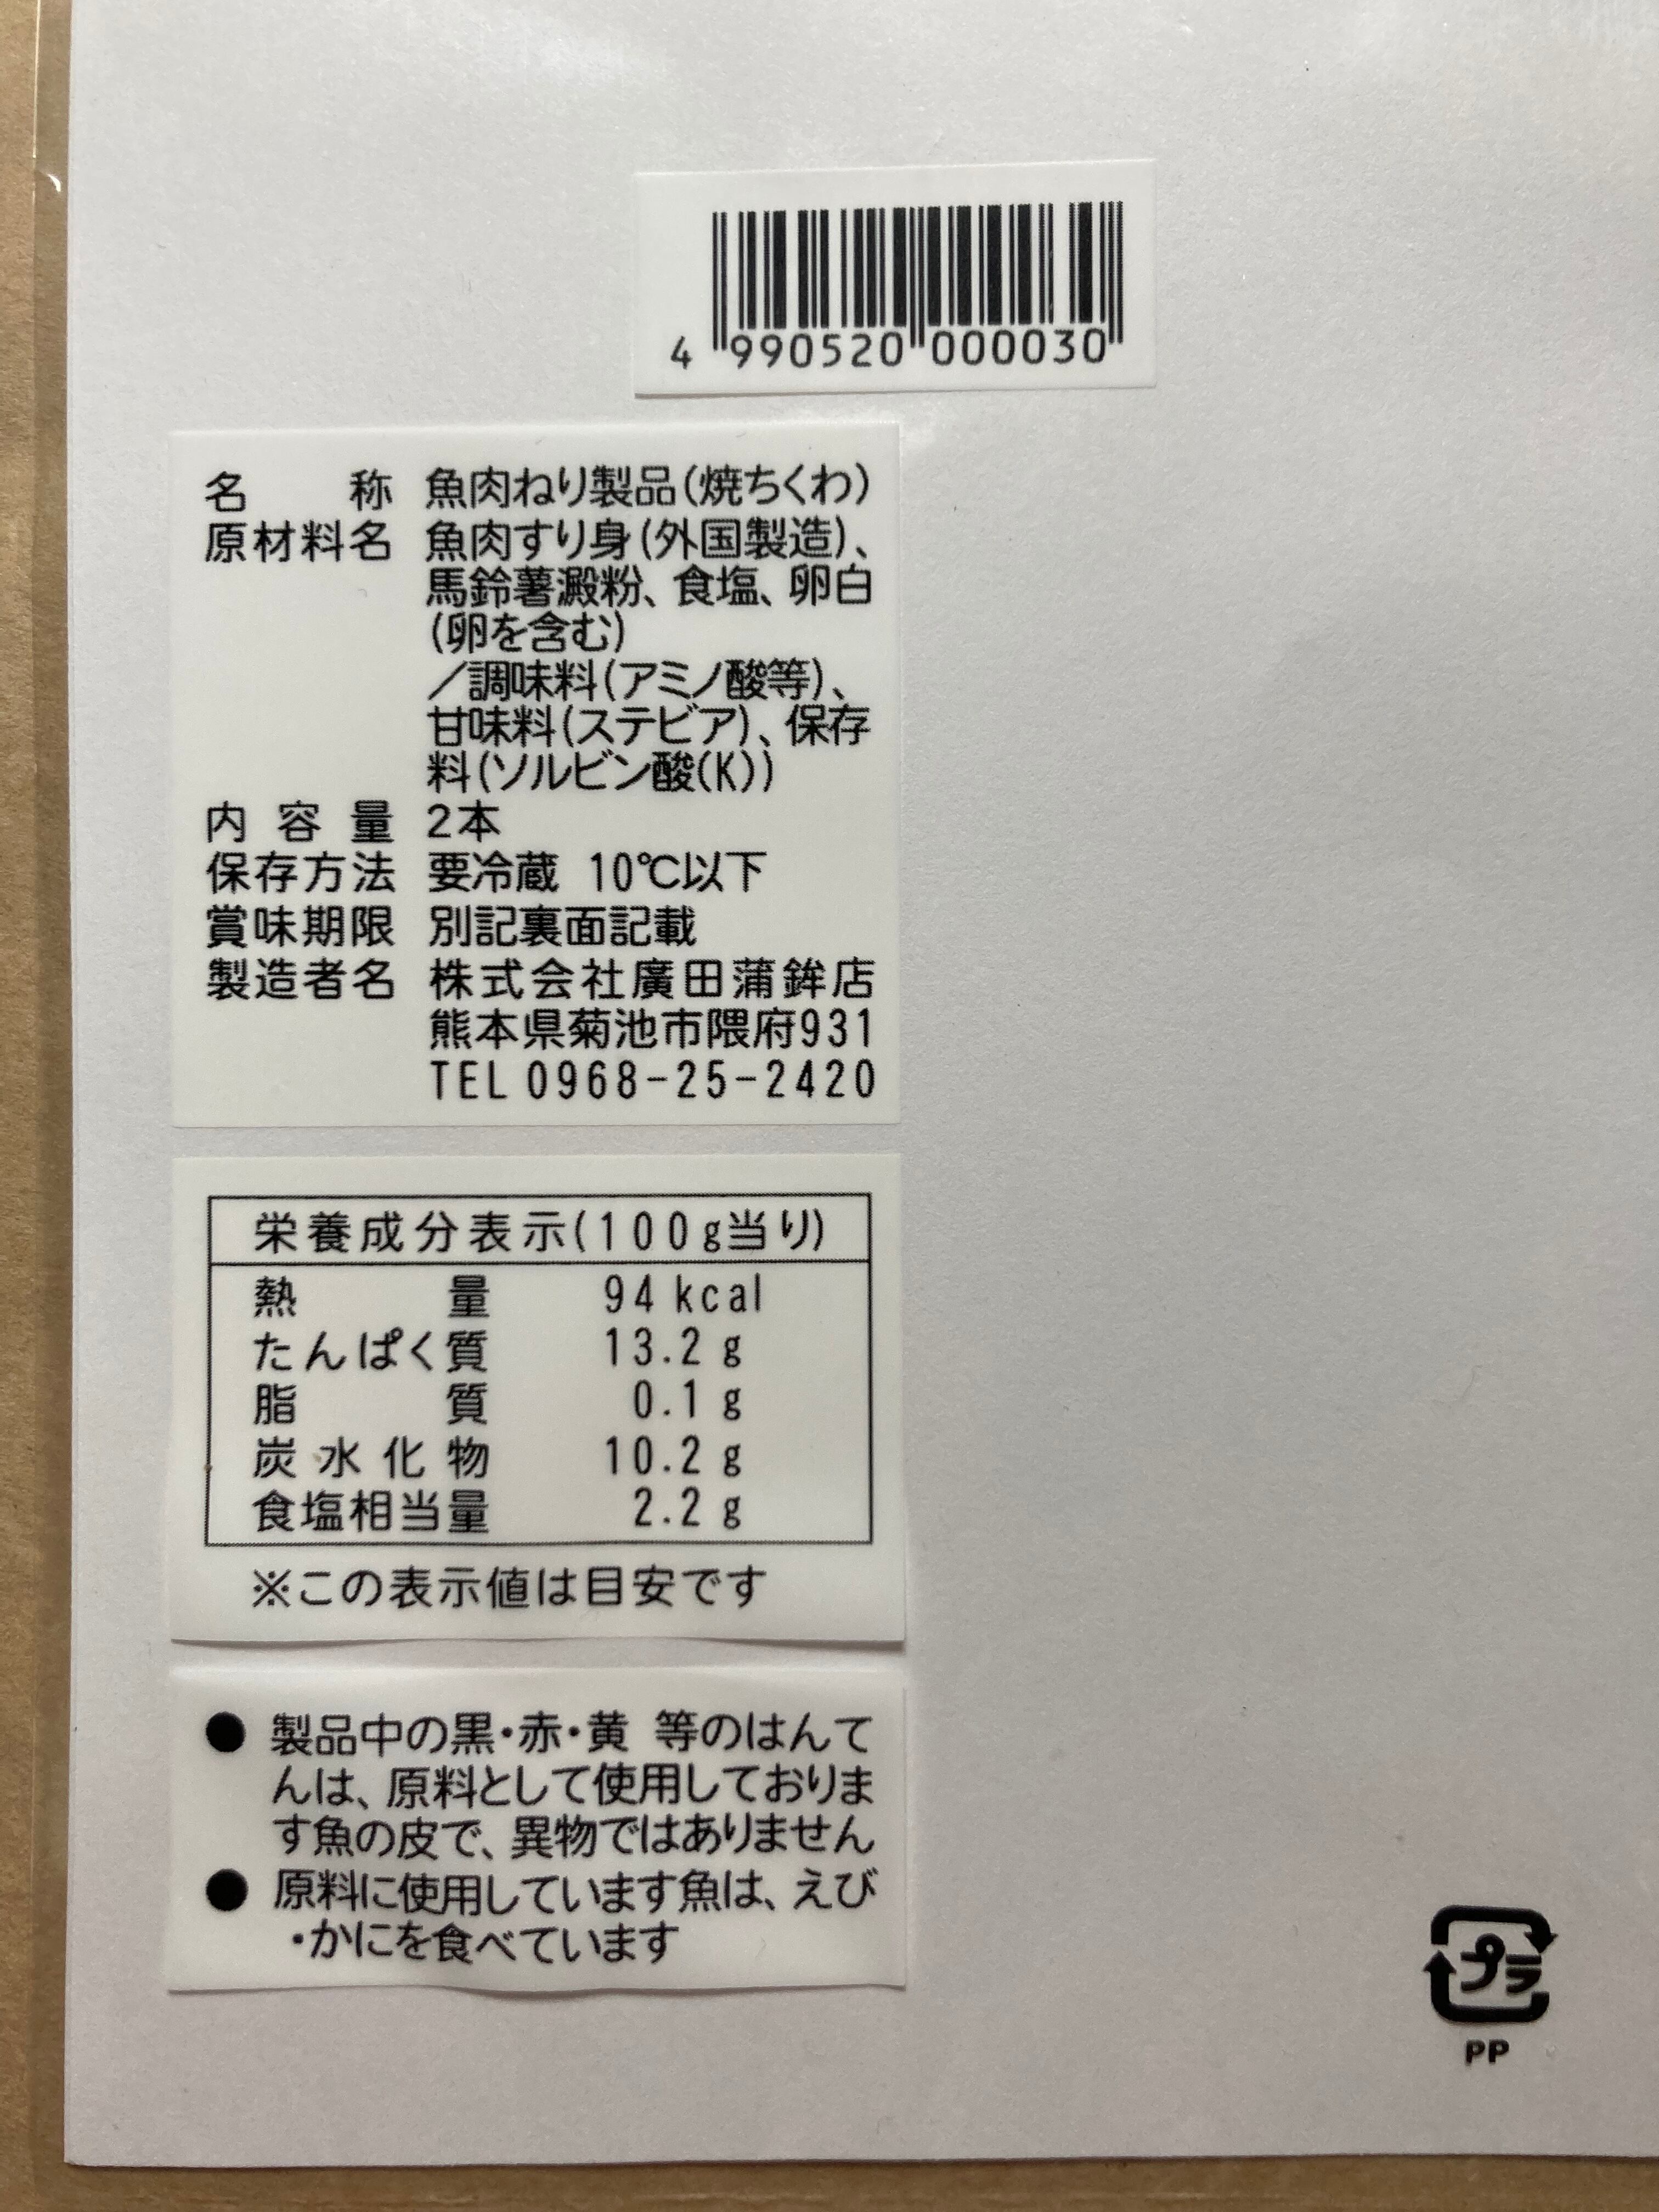 4 990520 000030
名称 魚肉ねり製品(焼ちくわ)
原材料名 魚肉すり身(外国製造)、
馬鈴薯澱粉、食塩、卵白
(卵を含む)
/調味料(アミノ酸等)、
甘味料(ステビア)、保存
料(ソルビン酸(K))
内容量 2本
保存方法 要冷蔵 10℃以下
賞味期限 別記裏面記載
製造者名 株式会社廣田蒲鉾店
熊本県菊池市隈府931
TEL 0968-25-2420
栄養成分表示(100g当り)
熱量 94 kcal
たんぱく質 13.2 g
脂質 0.1 g
炭水化物 10.2 g
食塩相当量 2.2 g
※この表示値は目安です
● 製品中の黒・赤・黄 等のはんて
んは、原料として使用しておりま
す魚の皮で、異物ではありません
● 原料に使用しています魚は、えび
・かにを食べています
プラ
PP